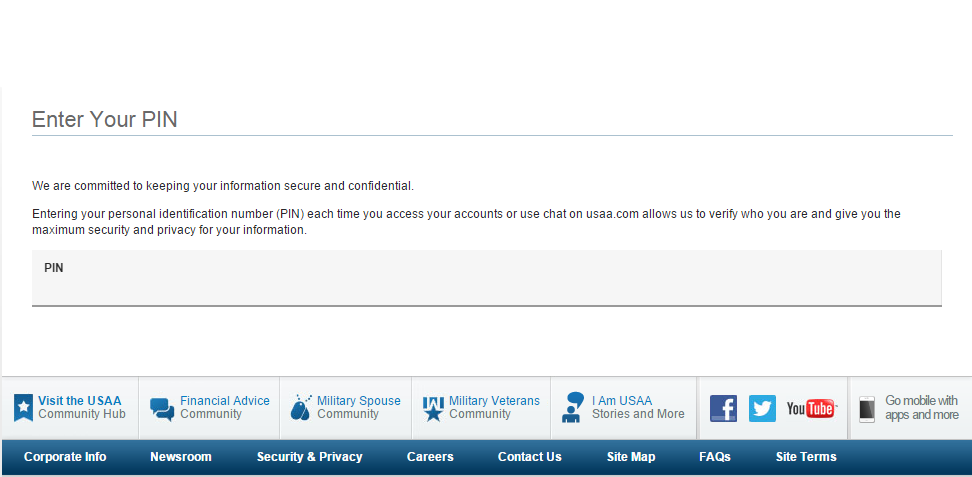 Enter Your PIN
We are committed to keeping your information secure and confidential.
Entering your personal identification number (PIN) each time you access your accounts or use chat on usaa.com allows us to verify who you are and give you the
maximum security and privacy for your information.
PIN
Visit the USAA
Community Hub
Financial Advice
Community
Military Spouse
Community
Military Veterans
Community
I Am USAA
Stories and More
YouTube
Go mobile with
apps and more
Corporate Info Newsroom Security & Privacy Careers Contact Us Site Map FAQs Site Terms